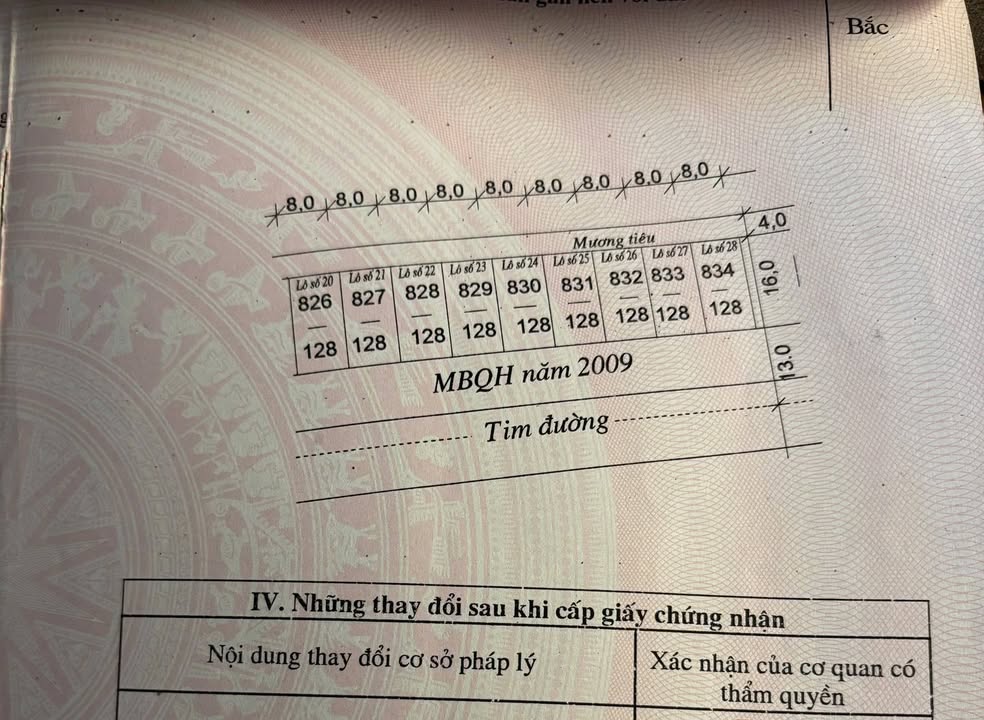 Bắc
8,0 8,0 8,0 8,0 8,0 8,0 8,0 8,0 8,0
4,0
Mương tiêu
Lô số 20 Lô số 21 Lô số 22 Lô số 23 Lô số 24 Lô số 25 Lô số 26 Lô số 27 Lô số 28
826 827 828 829 830 831 832 833 834
128 128 128 128 128 128 128 128 128
16,0
MBQH năm 2009
13.0
Tim đường
IV. Những thay đổi sau khi cấp giấy chứng nhận
Nội dung thay đổi cơ sở pháp lý
Xác nhận của cơ quan có
thẩm quyền